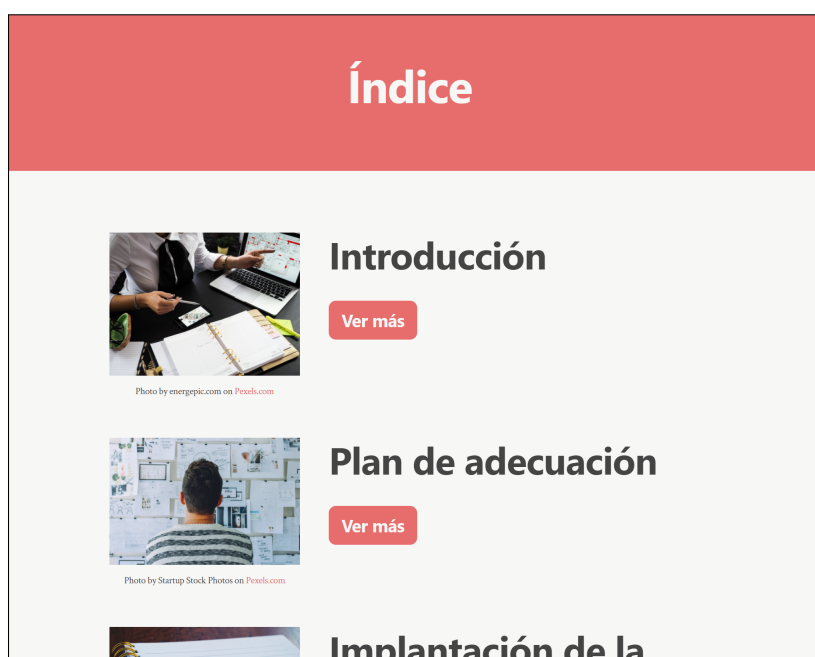 Índice
Introducción
Ver más
Photo by energepic.com on Pexels.com
Plan de adecuación
Ver más
Photo by Startup Stock Photos on Pexels.com
Implantación de la